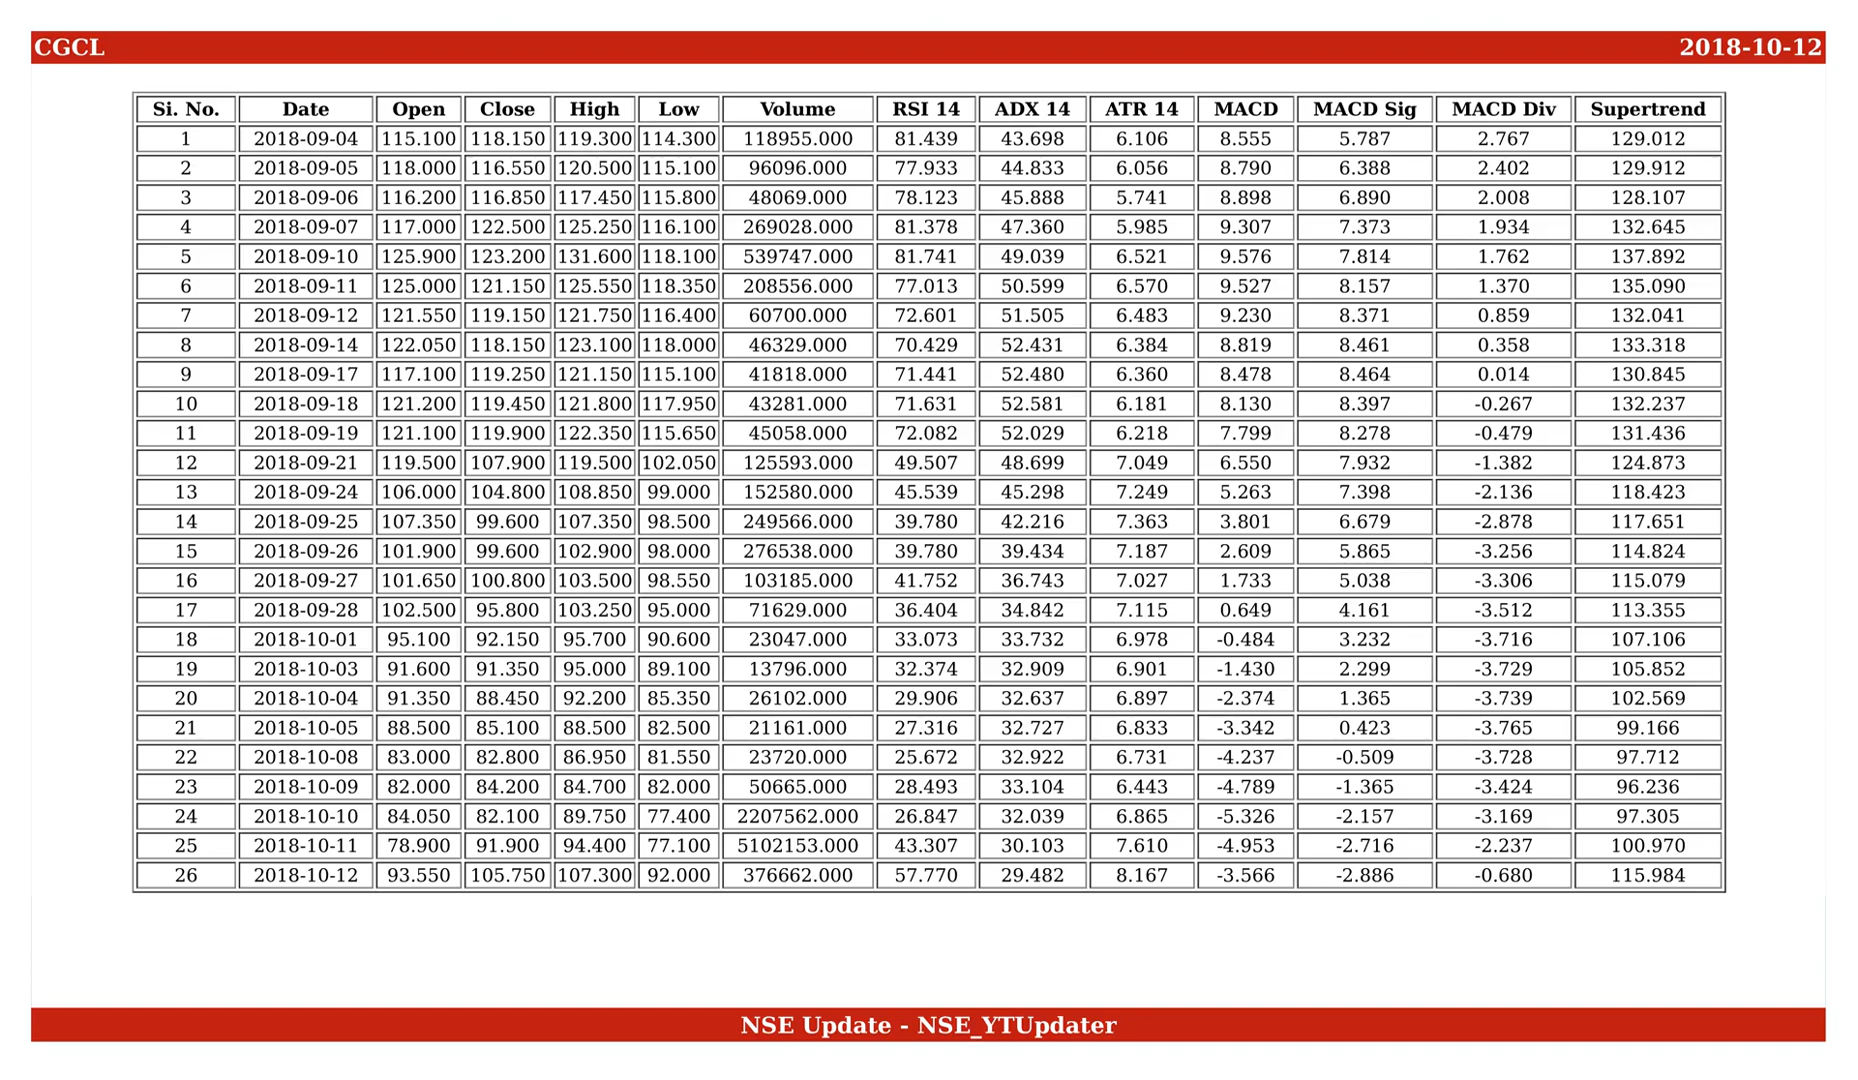 CGCL 2018-10-12
Si. No. Date Open Close High Low Volume RSI 14 ADX 14 ATR 14 MACD MACD Sig MACD Div Supertrend
1 2018-09-04 115.100 118.150 119.300 114.300 118955.000 81.439 43.698 6.106 8.555 5.787 2.767 129.012
2 2018-09-05 118.000 116.550 120.500 115.100 96096.000 77.933 44.833 6.056 8.790 6.388 2.402 129.912
3 2018-09-06 116.200 116.850 117.450 115.800 48069.000 78.123 45.888 5.741 8.898 6.890 2.008 128.107
4 2018-09-07 117.000 122.500 125.250 116.100 269028.000 81.378 47.360 5.985 9.307 7.373 1.934 132.645
5 2018-09-10 125.900 123.200 131.600 118.100 539747.000 81.741 49.039 6.521 9.576 7.814 1.762 137.892
6 2018-09-11 125.000 121.150 125.550 118.350 208556.000 77.013 50.599 6.570 9.527 8.157 1.370 135.090
7 2018-09-12 121.550 119.150 121.750 116.400 60700.000 72.601 51.505 6.483 9.230 8.371 0.859 132.041
8 2018-09-14 122.050 118.150 123.100 118.000 46329.000 70.429 52.431 6.384 8.819 8.461 0.358 133.318
9 2018-09-17 117.100 119.250 121.150 115.100 41818.000 71.441 52.480 6.360 8.478 8.464 0.014 130.845
10 2018-09-18 121.200 119.450 121.800 117.950 43281.000 71.631 52.581 6.181 8.130 8.397 -0.267 132.237
11 2018-09-19 121.100 119.900 122.350 115.650 45058.000 72.082 52.029 6.218 7.799 8.278 -0.479 131.436
12 2018-09-21 119.500 107.900 119.500 102.050 125593.000 49.507 48.699 7.049 6.550 7.932 -1.382 124.873
13 2018-09-24 106.000 104.800 108.850 99.000 152580.000 45.539 45.298 7.249 5.263 7.398 -2.136 118.423
14 2018-09-25 107.350 99.600 107.350 98.500 249566.000 39.780 42.216 7.363 3.801 6.679 -2.878 117.651
15 2018-09-26 101.900 99.600 102.900 98.000 276538.000 39.780 39.434 7.187 2.609 5.865 -3.256 114.824
16 2018-09-27 101.650 100.800 103.500 98.550 103185.000 41.752 36.743 7.027 1.733 5.038 -3.306 115.079
17 2018-09-28 102.500 95.800 103.250 95.000 71629.000 36.404 34.842 7.115 0.649 4.161 -3.512 113.355
18 2018-10-01 95.100 92.150 95.700 90.600 23047.000 33.073 33.732 6.978 -0.484 3.232 -3.716 107.106
19 2018-10-03 91.600 91.350 95.000 89.100 13796.000 32.374 32.909 6.901 -1.430 2.299 -3.729 105.852
20 2018-10-04 91.350 88.450 92.200 85.350 26102.000 29.906 32.637 6.897 -2.374 1.365 -3.739 102.569
21 2018-10-05 88.500 85.100 88.500 82.500 21161.000 27.316 32.727 6.833 -3.342 0.423 -3.765 99.166
22 2018-10-08 83.000 82.800 86.950 81.550 23720.000 25.672 32.922 6.731 -4.237 -0.509 -3.728 97.712
23 2018-10-09 82.000 84.200 84.700 82.000 50665.000 28.493 33.104 6.443 -4.789 -1.365 -3.424 96.236
24 2018-10-10 84.050 82.100 89.750 77.400 2207562.000 26.847 32.039 6.865 -5.326 -2.157 -3.169 97.305
25 2018-10-11 78.900 91.900 94.400 77.100 5102153.000 43.307 30.103 7.610 -4.953 -2.716 -2.237 100.970
26 2018-10-12 93.550 105.750 107.300 92.000 376662.000 57.770 29.482 8.167 -3.566 -2.886 -0.680 115.984
NSE Update - NSE_YTUpdater